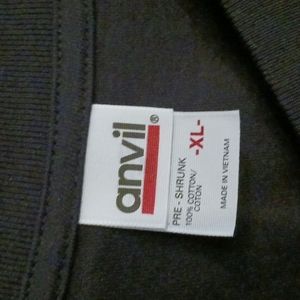 anvil®
PRE - SHRUNK
100% COTTON/
COTON
-XL-
MADE IN VIETNAM